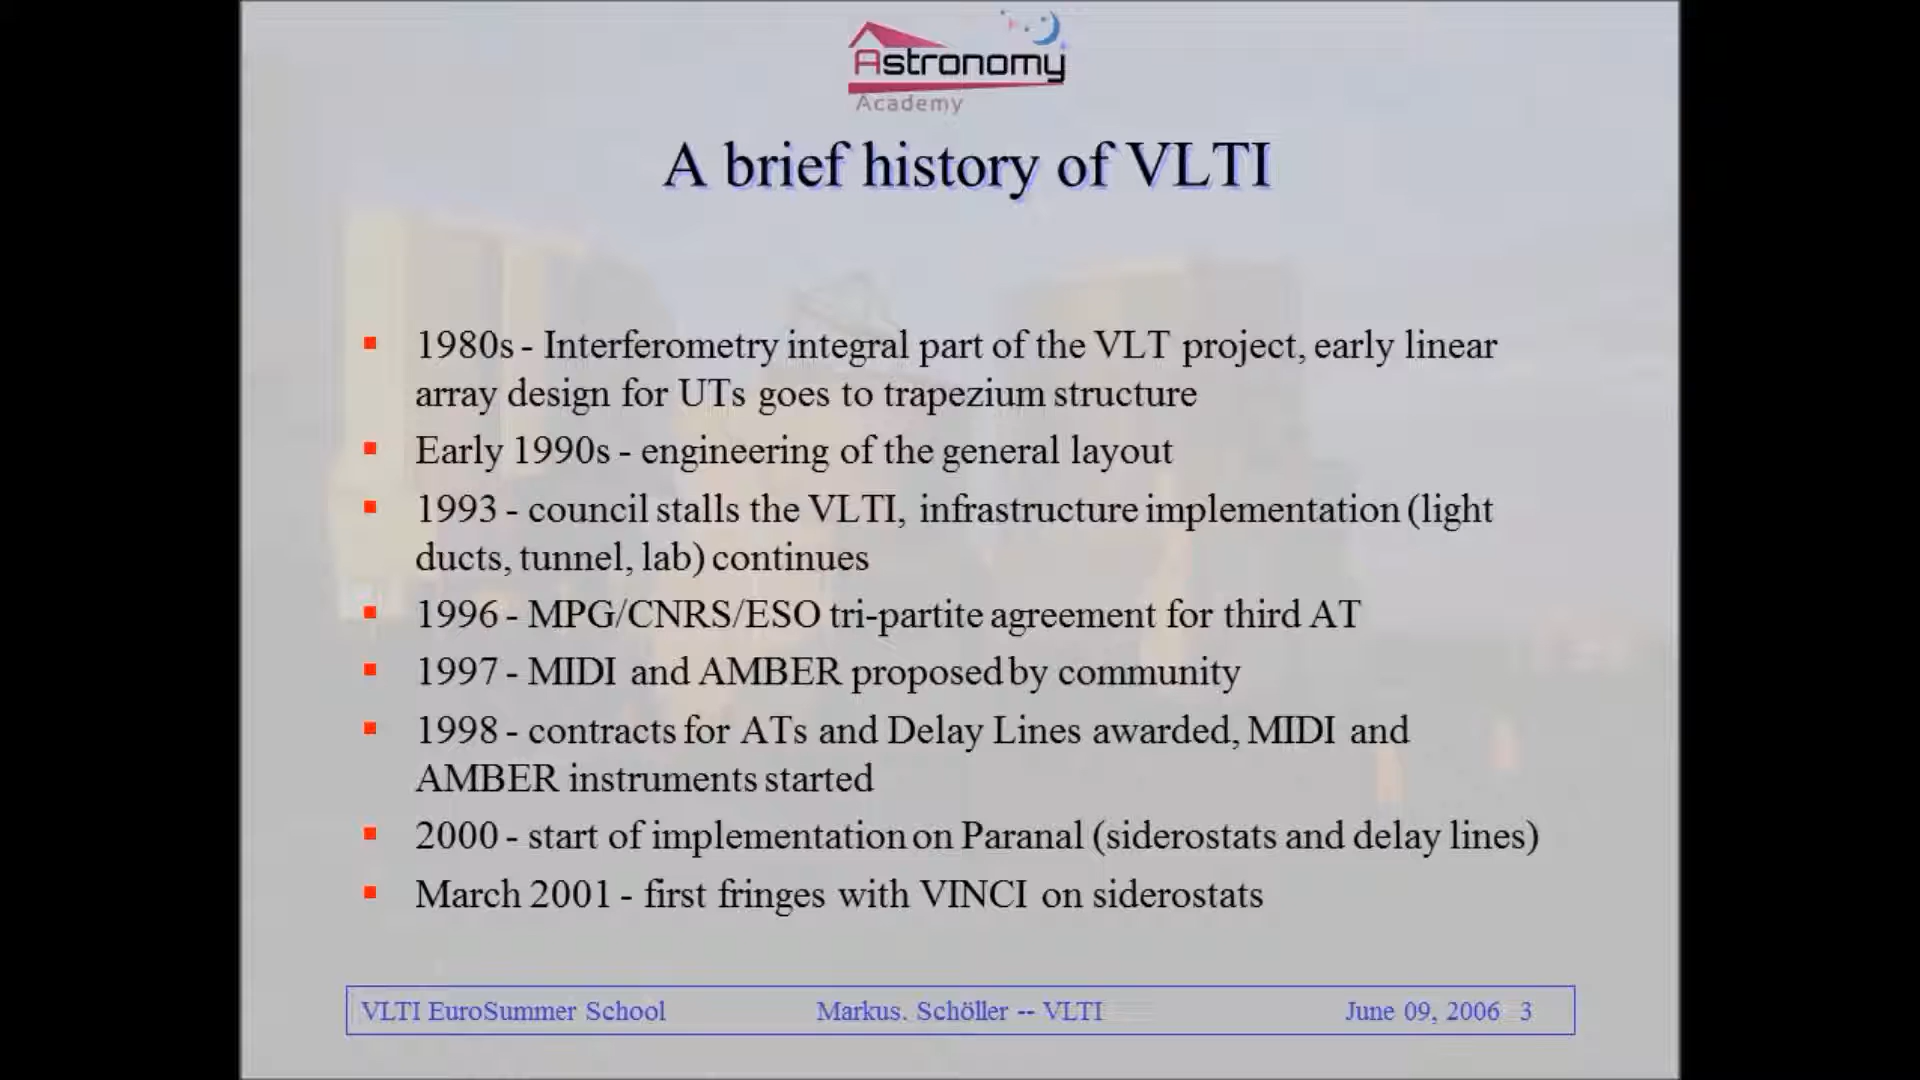 Astronomy
Academy
A brief history of VLTI
1980s - Interferometry integral part of the VLT project, early linear
array design for UTs goes to trapezium structure
Early 1990s - engineering of the general layout
1993 - council stalls the VLTI, infrastructure implementation (light
ducts, tunnel, lab) continues
1996 - MPG/CNRS/ESO tri-partite agreement for third AT
1997 - MIDI and AMBER proposed by community
1998 - contracts for ATs and Delay Lines awarded, MIDI and
AMBER instruments started
2000 - start of implementation on Paranal (siderostats and delay lines)
March 2001 - first fringes with VINCI on siderostats
VLTI EuroSummer School Markus. Schöller -- VLTI June 09, 2006 3